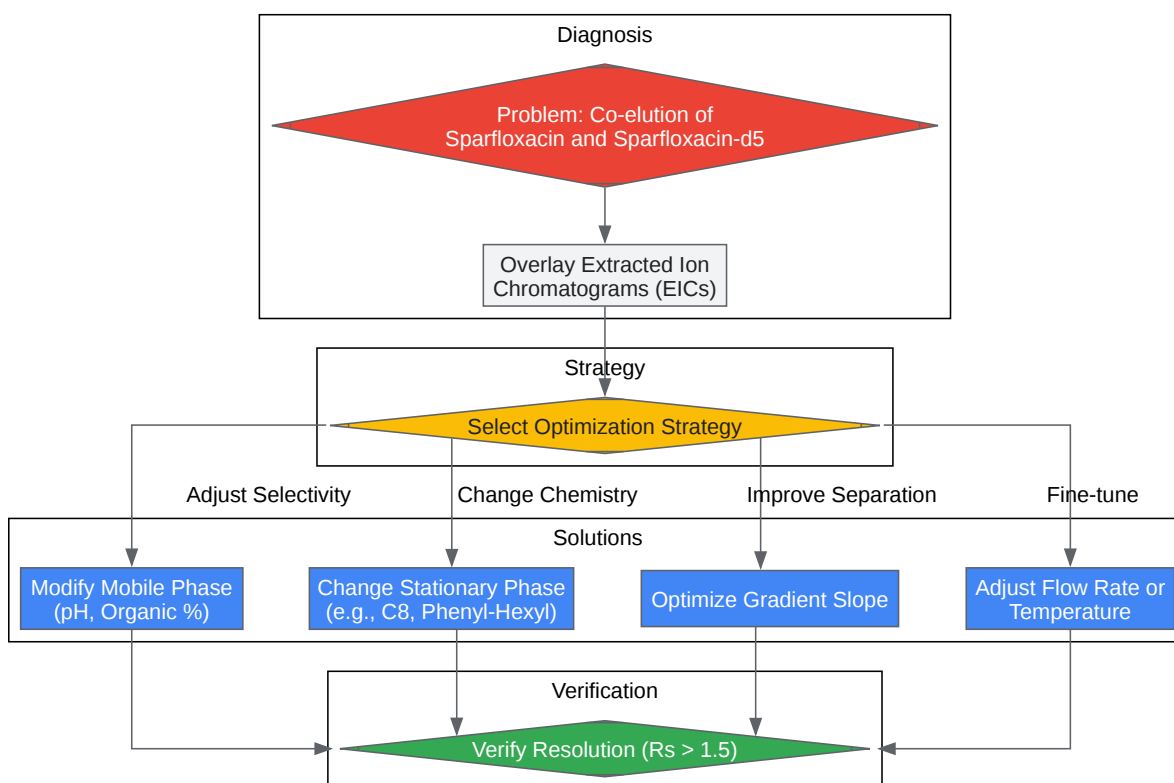 Diagnosis
Problem: Co-elution of
Sparfloxacin and Sparfloxacin-d5
Overlay Extracted Ion
Chromatograms (EICs)
Strategy
Select Optimization Strategy
Adjust Selectivity
Change Chemistry
Improve Separation
Fine-tune
Solutions
Modify Mobile Phase
(pH, Organic %)
Change Stationary Phase
(e.g., C8, Phenyl-Hexyl)
Optimize Gradient Slope
Adjust Flow Rate or
Temperature
Verification
Verify Resolution (Rs > 1.5)